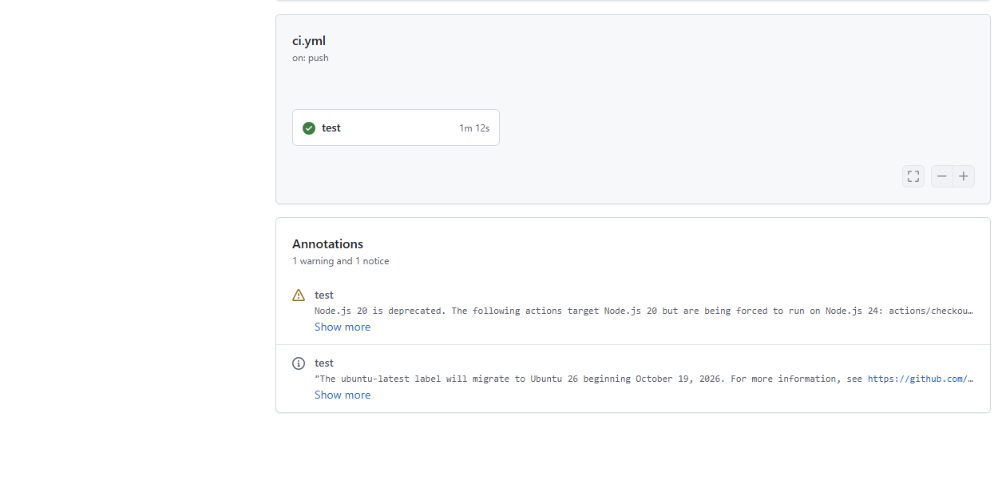 ci.yml
on: push
test 1m 12s
Annotations
1 warning and 1 notice
test
Node.js 20 is deprecated. The following actions target Node.js 20 but are being forced to run on Node.js 24: actions/checkou…
Show more
test
"The ubuntu-latest label will migrate to Ubuntu 26 beginning October 19, 2026. For more information, see https://github.com/…
Show more